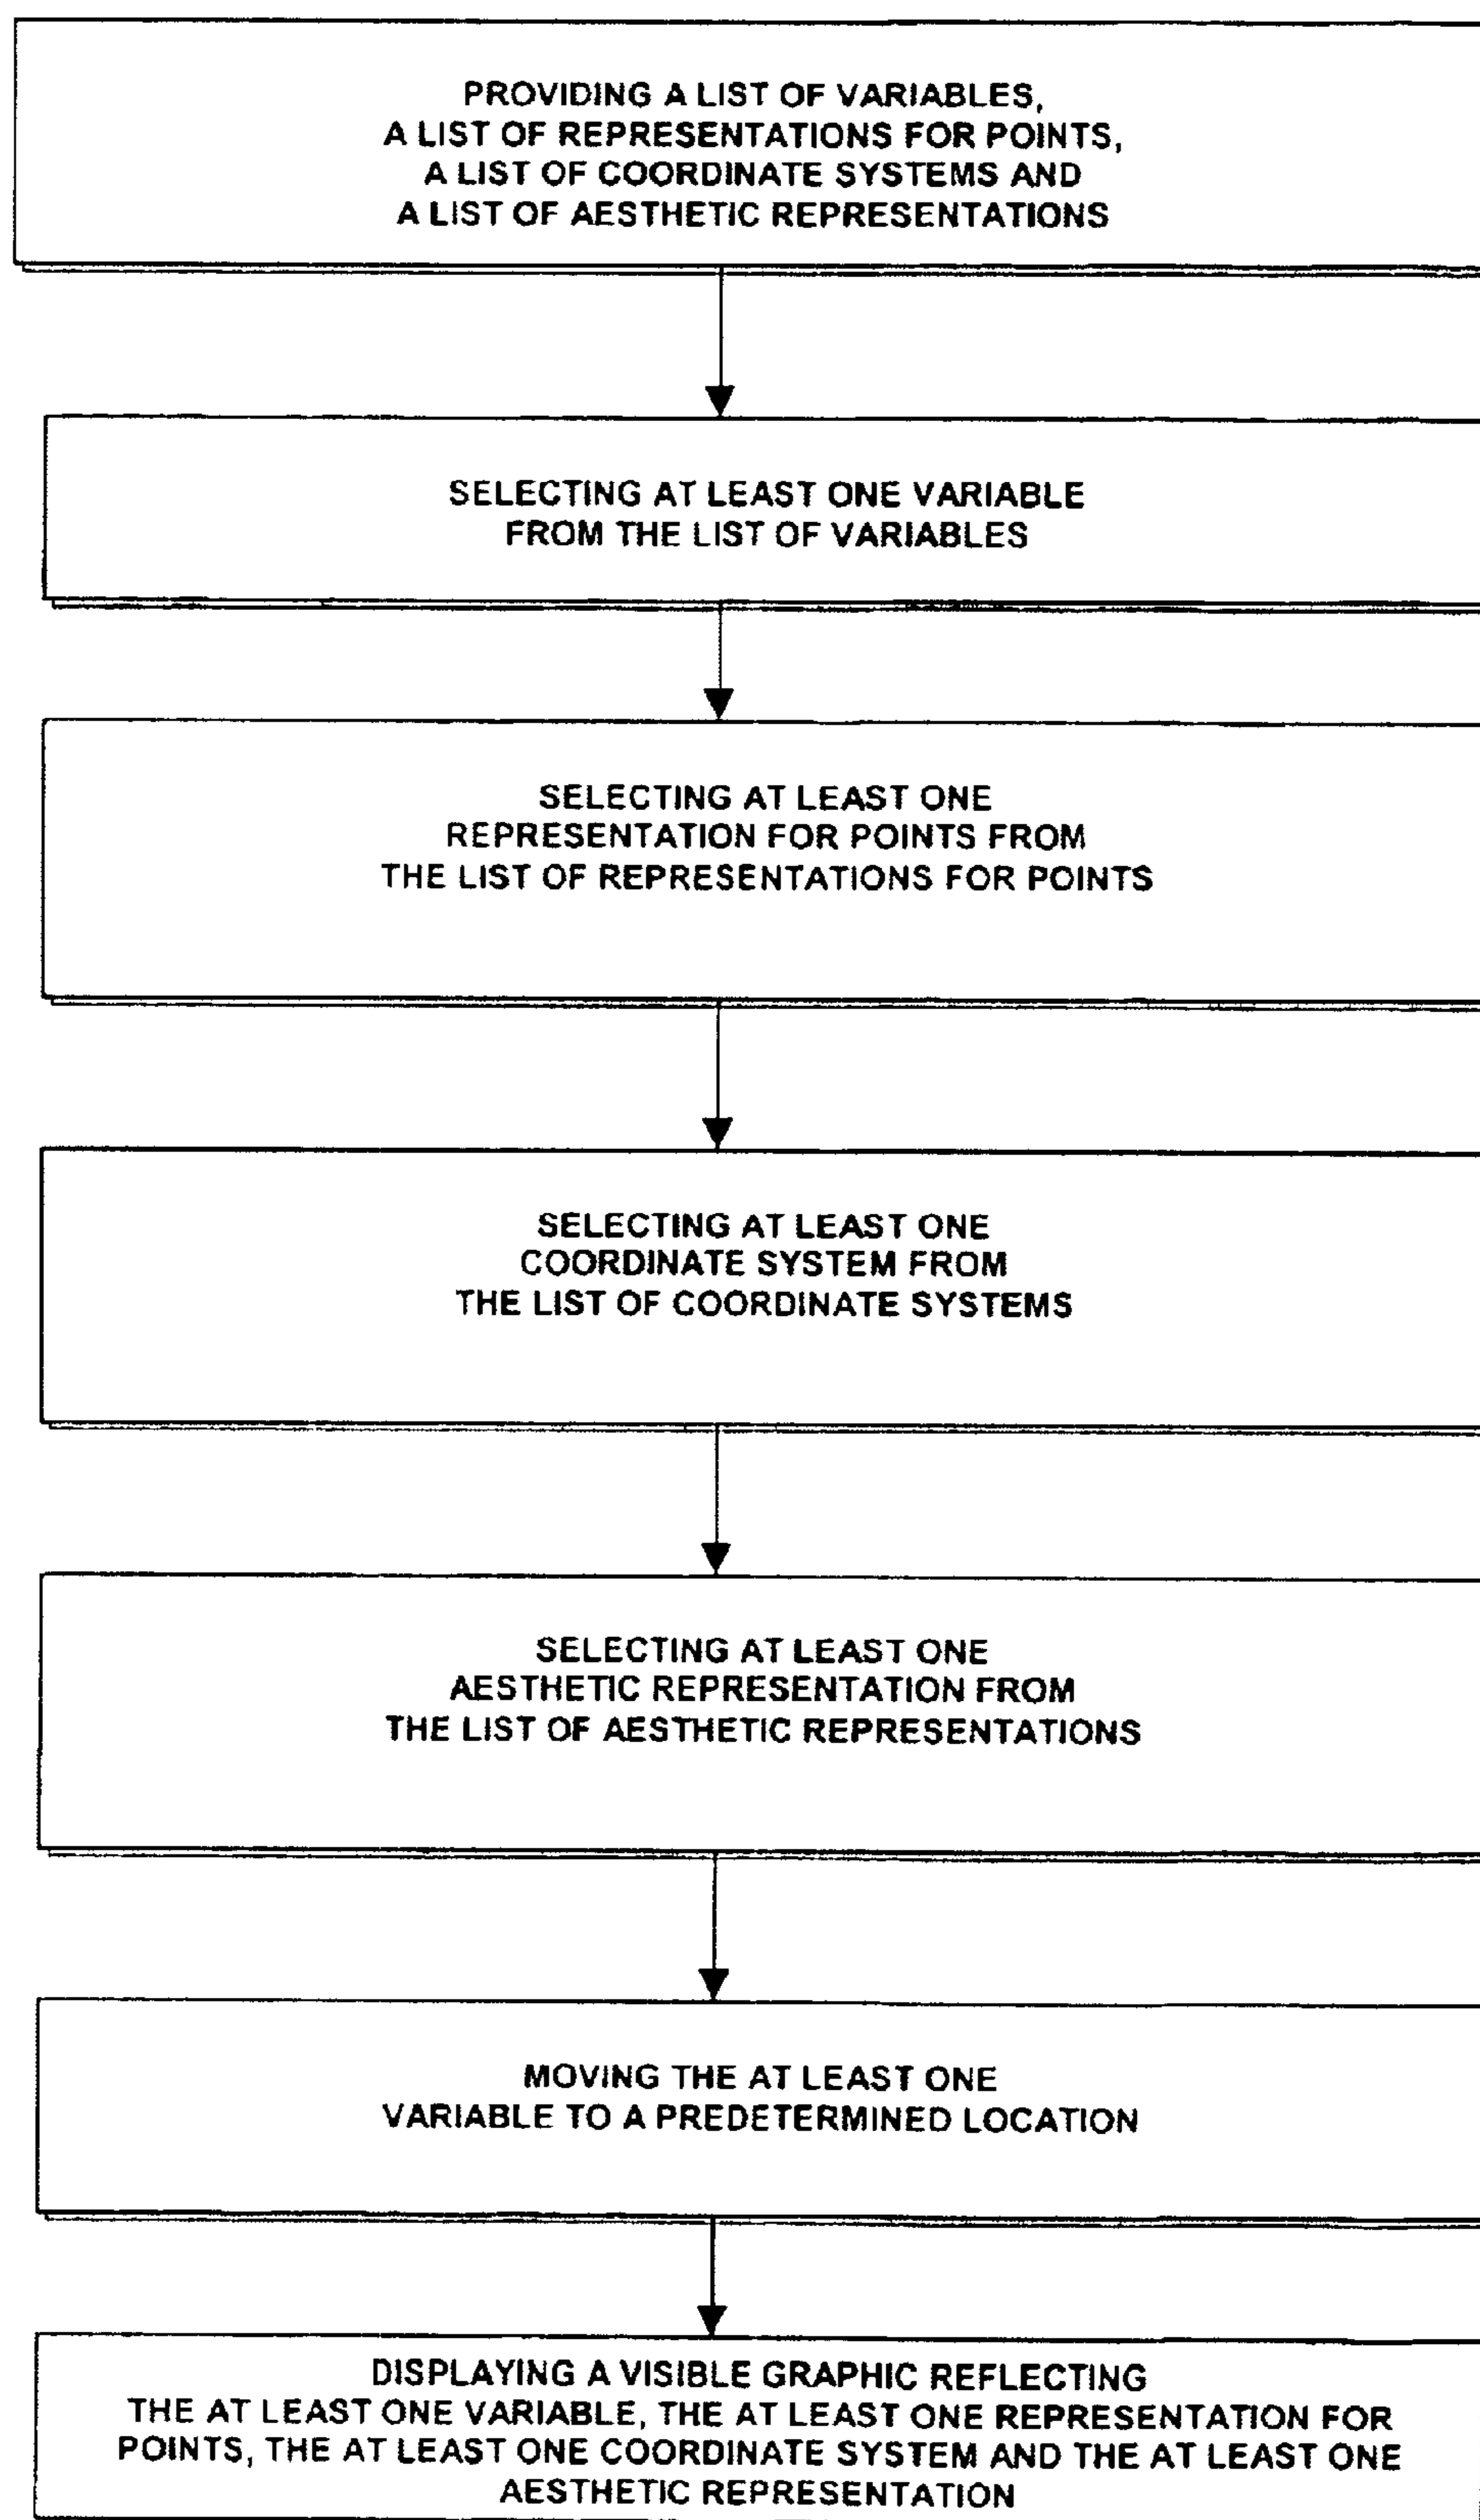 PROVIDING A LIST OF VARIABLES,
A LIST OF REPRESENTATIONS FOR POINTS,
A LIST OF COORDINATE SYSTEMS AND
A LIST OF AESTHETIC REPRESENTATIONS
SELECTING AT LEAST ONE VARIABLE
FROM THE LIST OF VARIABLES
SELECTING AT LEAST ONE
REPRESENTATION FOR POINTS FROM
THE LIST OF REPRESENTATIONS FOR POINTS
SELECTING AT LEAST ONE
COORDINATE SYSTEM FROM
THE LIST OF COORDINATE SYSTEMS
SELECTING AT LEAST ONE
AESTHETIC REPRESENTATION FROM
THE LIST OF AESTHETIC REPRESENTATIONS
MOVING THE AT LEAST ONE
VARIABLE TO A PREDETERMINED LOCATION
DISPLAYING A VISIBLE GRAPHIC REFLECTING
THE AT LEAST ONE VARIABLE, THE AT LEAST ONE REPRESENTATION FOR
POINTS, THE AT LEAST ONE COORDINATE SYSTEM AND THE AT LEAST ONE
AESTHETIC REPRESENTATION